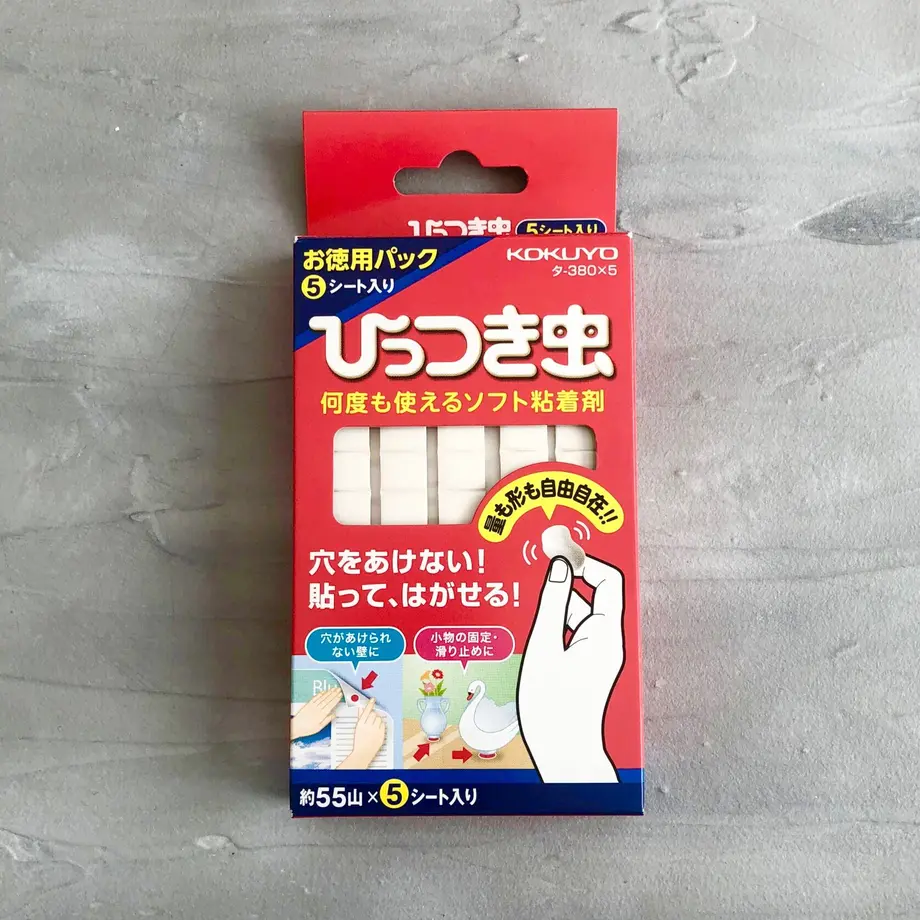 ひっつき虫
5シート入り
お徳用パック
5シート入り
KOKUYO
タ-380×5
ひっつき虫
何度も使えるソフト粘着剤
量も形も自由自在!!
穴をあけない!
貼って、はがせる!
穴があけられ
ない壁に
小物の固定・
滑り止めに
Blu
約55山×5シート入り